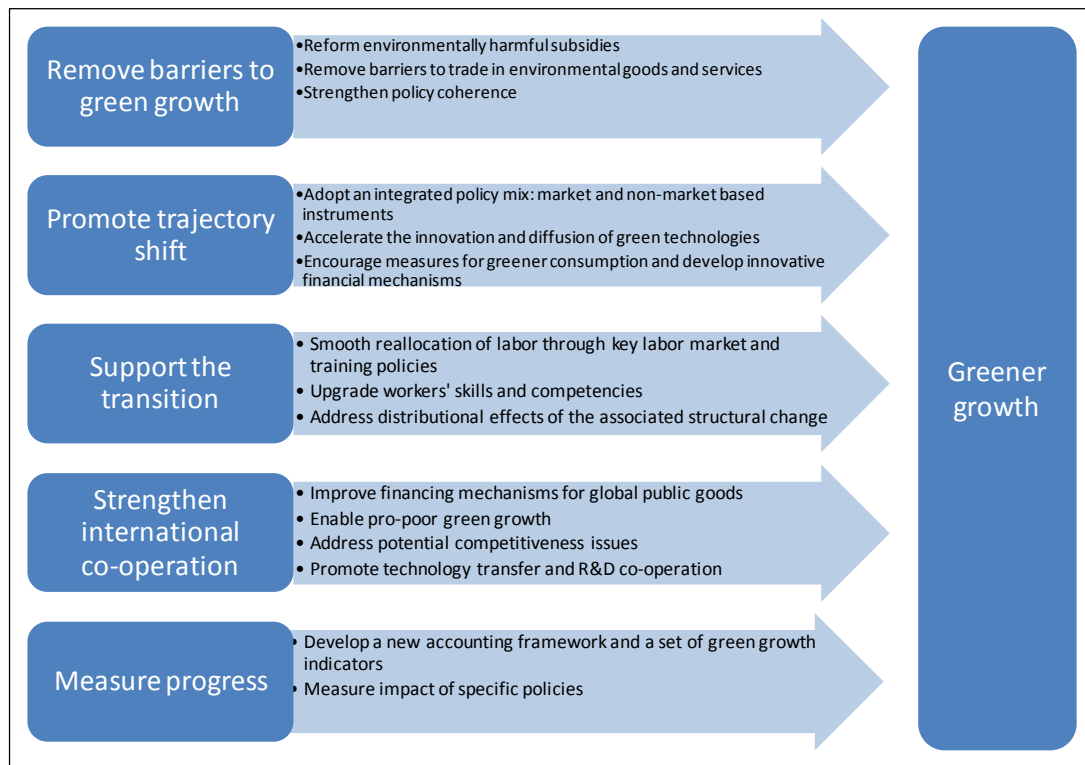 Remove barriers to
green growth
•Reform environmentally harmful subsidies
•Remove barriers to trade in environmental goods and services
•Strengthen policy coherence
Promote trajectory
shift
•Adopt an integrated policy mix: market and non-market based
instruments
•Accelerate the innovation and diffusion of green technologies
•Encourage measures for greener consumption and develop innovative
financial mechanisms
Support the
transition
• Smooth reallocation of labor through key labor market and
training policies
• Upgrade workers' skills and competencies
• Address distributional effects of the associated structural change
Strengthen
international
co-operation
• Improve financing mechanisms for global public goods
• Enable pro-poor green growth
• Address potential competitiveness issues
• Promote technology transfer and R&D co-operation
Measure progress
• Develop a new accounting framework and a set of green growth
indicators
• Measure impact of specific policies
Greener
growth